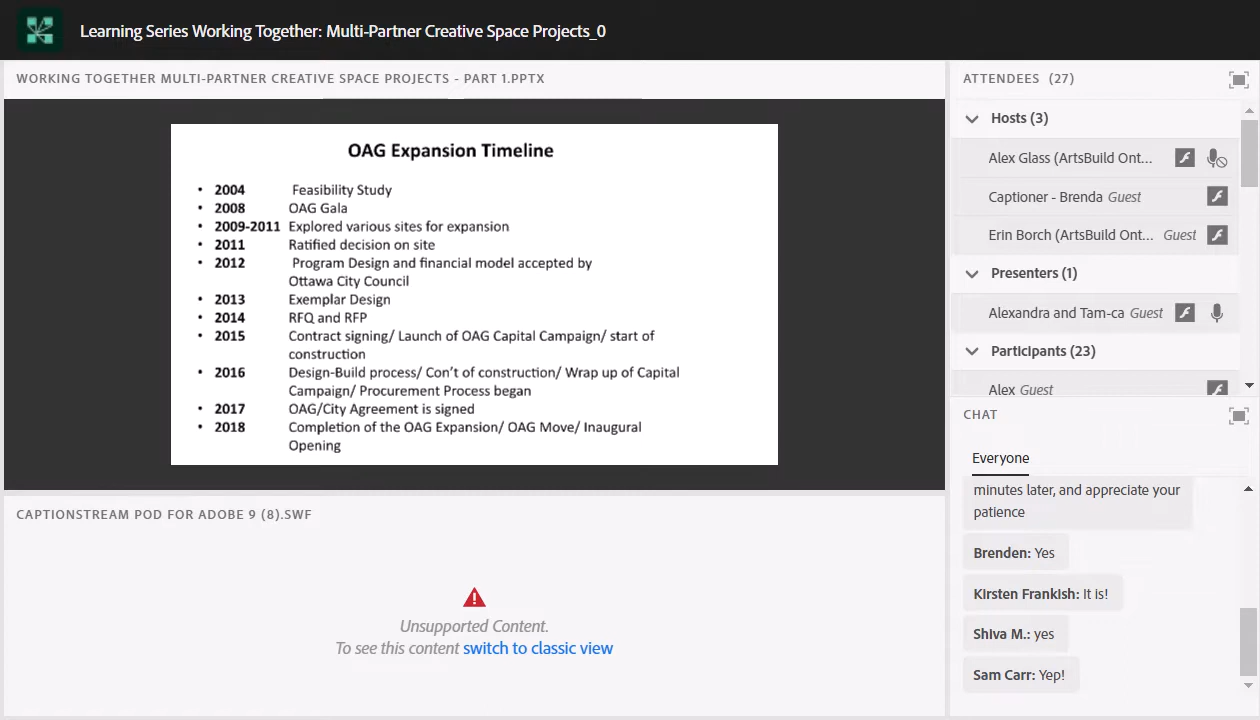 Learning Series Working Together: Multi-Partner Creative Space Projects_0
WORKING TOGETHER MULTI-PARTNER CREATIVE SPACE PROJECTS - PART 1.PPTX
OAG Expansion Timeline
• 2004 Feasibility Study
• 2008 OAG Gala
• 2009-2011 Explored various sites for expansion
• 2011 Ratified decision on site
• 2012 Program Design and financial model accepted by
Ottawa City Council
• 2013 Exemplar Design
• 2014 RFQ and RFP
• 2015 Contract signing/ Launch of OAG Capital Campaign/ start of
construction
• 2016 Design-Build process/ Con't of construction/ Wrap up of Capital
Campaign/ Procurement Process began
• 2017 OAG/City Agreement is signed
• 2018 Completion of the OAG Expansion/ OAG Move/ Inaugural
Opening
CAPTIONSTREAM POD FOR ADOBE 9 (8).SWF
Unsupported Content.
To see this content switch to classic view
ATTENDEES (27)
Hosts (3)
Alex Glass (ArtsBuild Ont...
Captioner - Brenda Guest
Erin Borch (ArtsBuild Ont... Guest
Presenters (1)
Alexandra and Tam-ca Guest
Participants (23)
Alex Guest
CHAT
Everyone
minutes later, and appreciate your
patience
Brenden: Yes
Kirsten Frankish: It is!
Shiva M.: yes
Sam Carr: Yep!